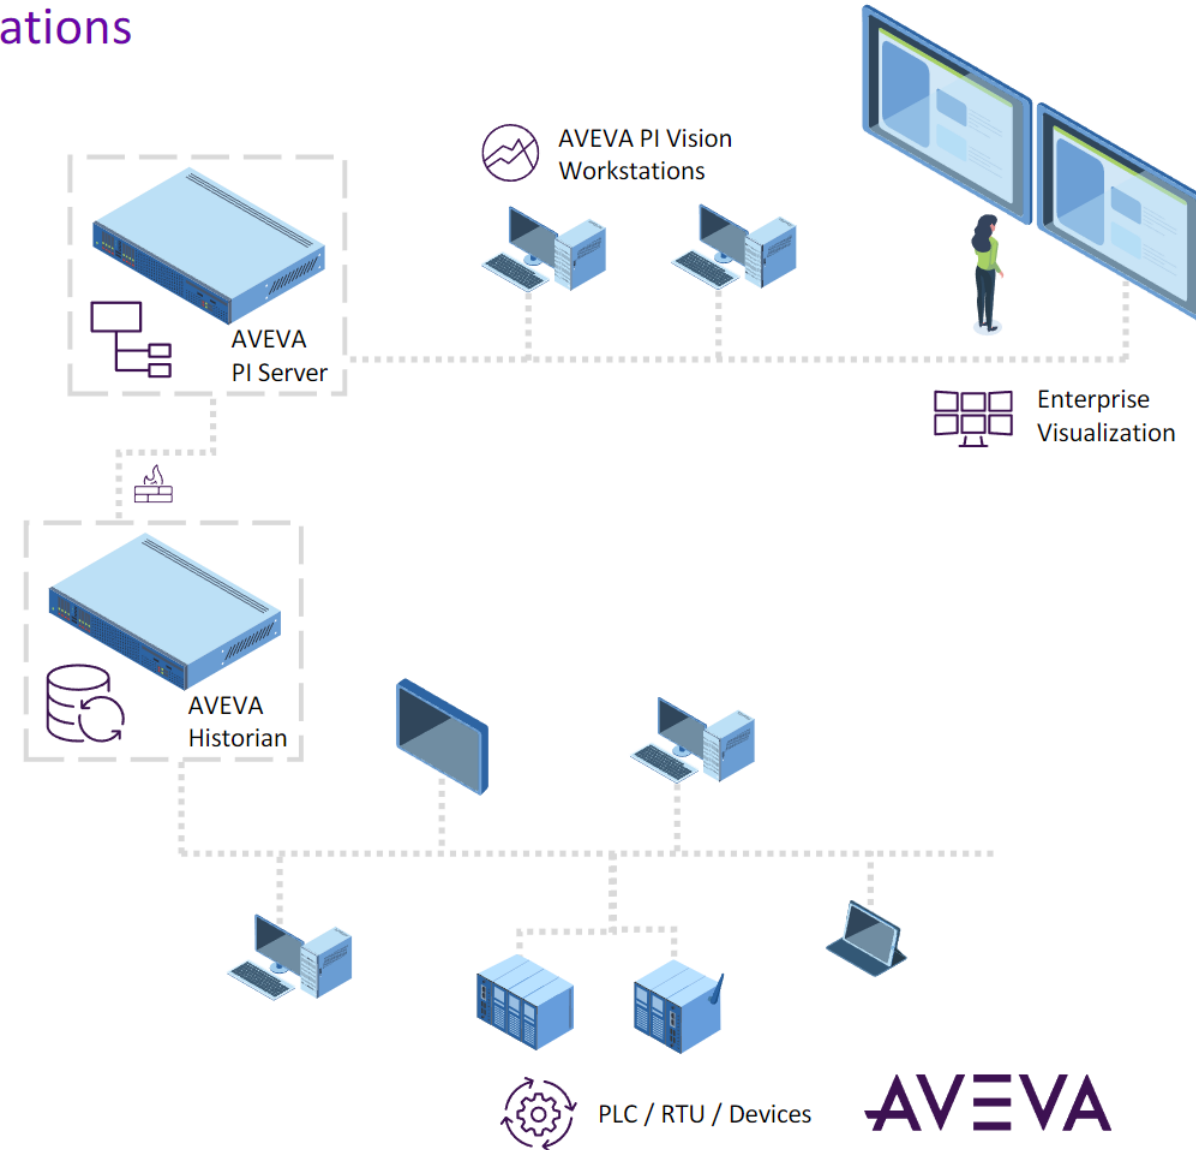 ations
AVEVA PI Vision
Workstations
AVEVA
PI Server
Enterprise
Visualization
AVEVA
Historian
PLC / RTU / Devices
AVEVA